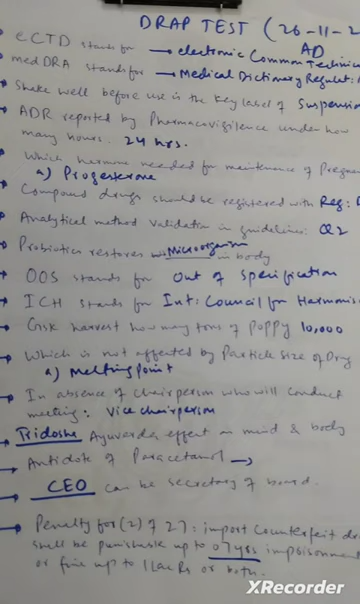 DRAP TEST (26-11-2
AD
eCTD stands for → electronic Common Technica
medDRA stands for → Medical Dictionary Regulat:
Shake well before use is the key label of Suspension
ADR reported by Pharmacovigilence under how
many hours. 24 hrs.
Which hormone needed for maintenance of Pregna
a) Progesterone
Compound drugs should be registered with Reg:
Analytical method validation in guideline: Q2
Probiotics restores Microorganism in body
OOS stands for Out of Specification
ICH stands for Int: Council for Harmonis
harvest how many tons of Poppy 10,000
Which is not affected by Particle size of Drug
a) Melting Point
In absence of chairperson who will conduct
meeting: Vice chairperson
Tridosha Ayurveda effect in mind & body
Antidote of Paracetamol →
CEO can be secretary of board.
Penalty for (2) of 27: import Counterfeit dr
shall be punishable up to 07 yrs imprisonment
or fine up to 1 Lac Rs or both.
XRecorder